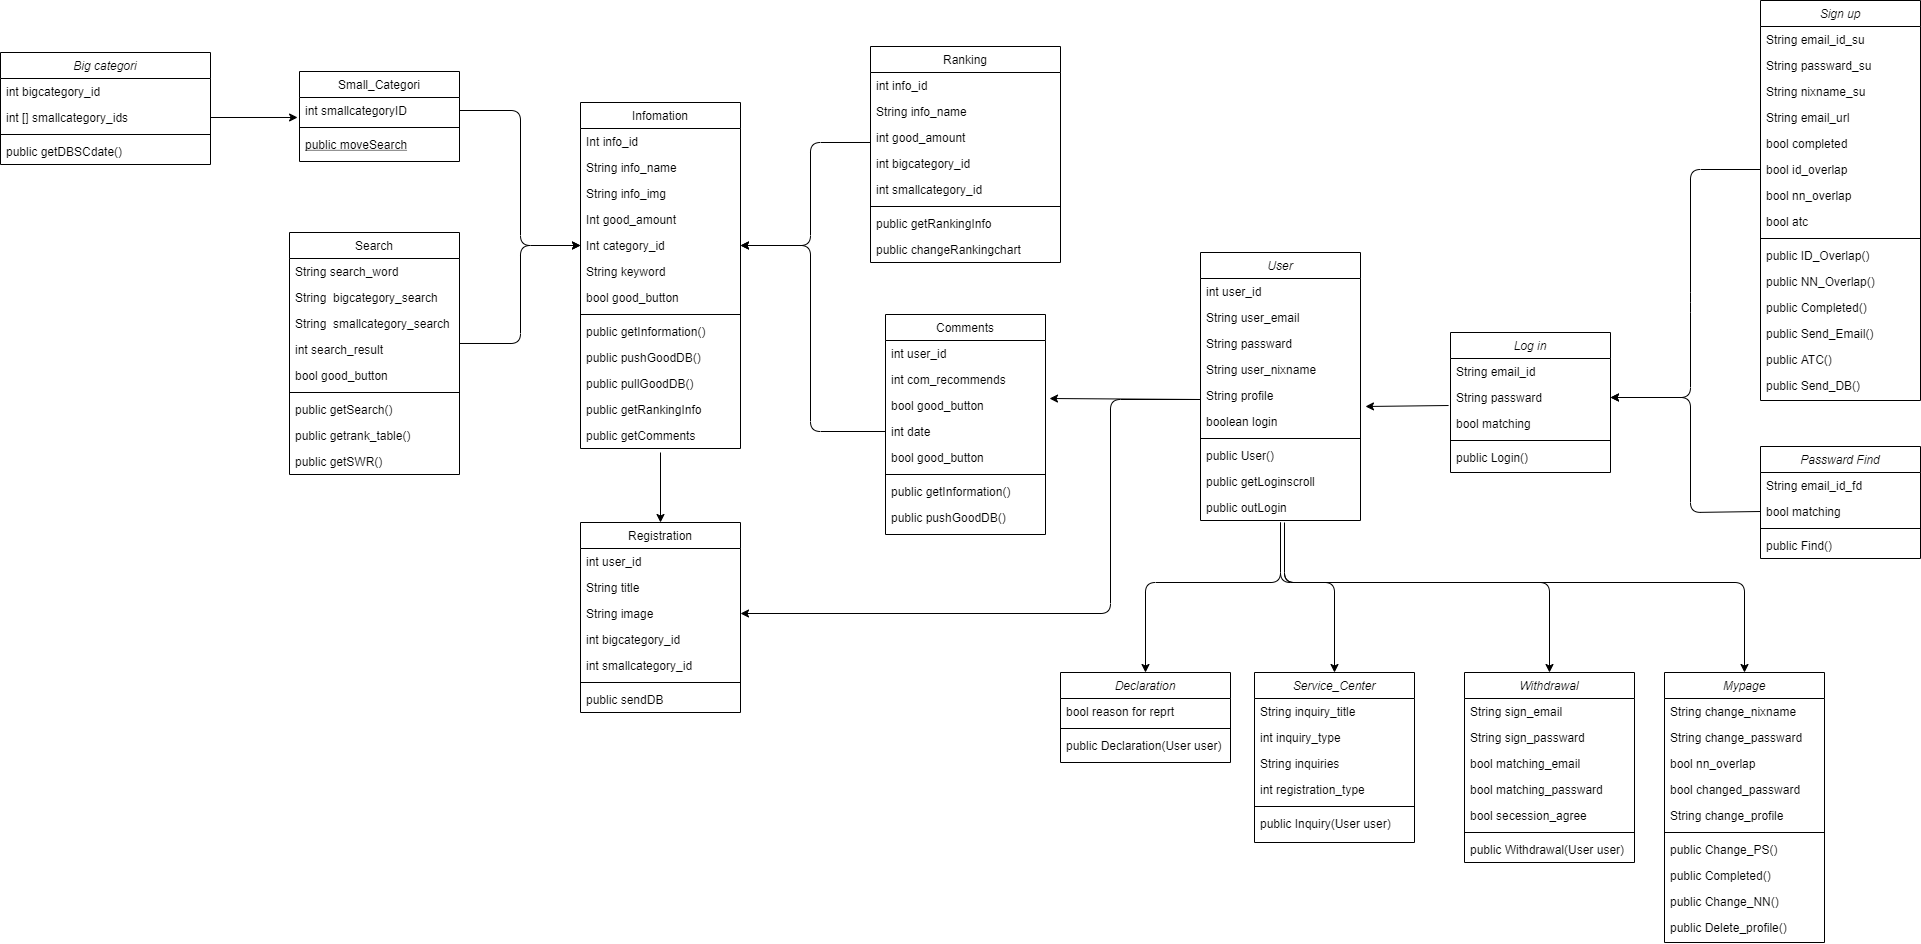 Big categori
int bigcategory_id
int [] smallcategory_ids
public getDBSCdate()
Small_Categori
int smallcategoryID
public moveSearch
Search
String search_word
String  bigcategory_search
String  smallcategory_search
int search_result
bool good_button
public getSearch()
public getrank_table()
public getSWR()
Infomation
Int info_id
String info_name
String info_img
Int good_amount
Int category_id
String keyword
bool good_button
public getInformation()
public pushGoodDB()
public pullGoodDB()
public getRankingInfo
public getComments
Registration
int user_id
String title
String image
int bigcategory_id
int smallcategory_id
public sendDB
Ranking
int info_id
String info_name
int good_amount
int bigcategory_id
int smallcategory_id
public getRankingInfo
public changeRankingchart
Comments
int user_id
int com_recommends
bool good_button
int date
bool good_button
public getInformation()
public pushGoodDB()
User
int user_id
String user_email
String passward
String user_nixname
String profile
boolean login
public User()
public getLoginscroll
public outLogin
Log in
String email_id
String passward
bool matching
public Login()
Sign up
String email_id_su
String password_su
String nixname_su
String email_url
bool completed
bool id_overlap
bool nn_overlap
bool atc
public ID_Overlap()
public NN_Overlap()
public Completed()
public Send_Email()
public ATC()
public Send_DB()
Passward Find
String email_id_fd
bool matching
public Find()
Declaration
bool reason for reprt
public Declaration(User user)
Service_Center
String inquiry_title
int inquiry_type
String inquiries
int registration_type
public Inquiry(User user)
Withdrawal
String sign_email
String sign_password
bool matching_email
bool matching_password
bool secession_agree
public Withdrawal(User user)
Mypage
String change_nixname
String change_password
bool nn_overlap
bool changed_password
String change_profile
public Change_PS()
public Completed()
public Change_NN()
public Delete_profile()